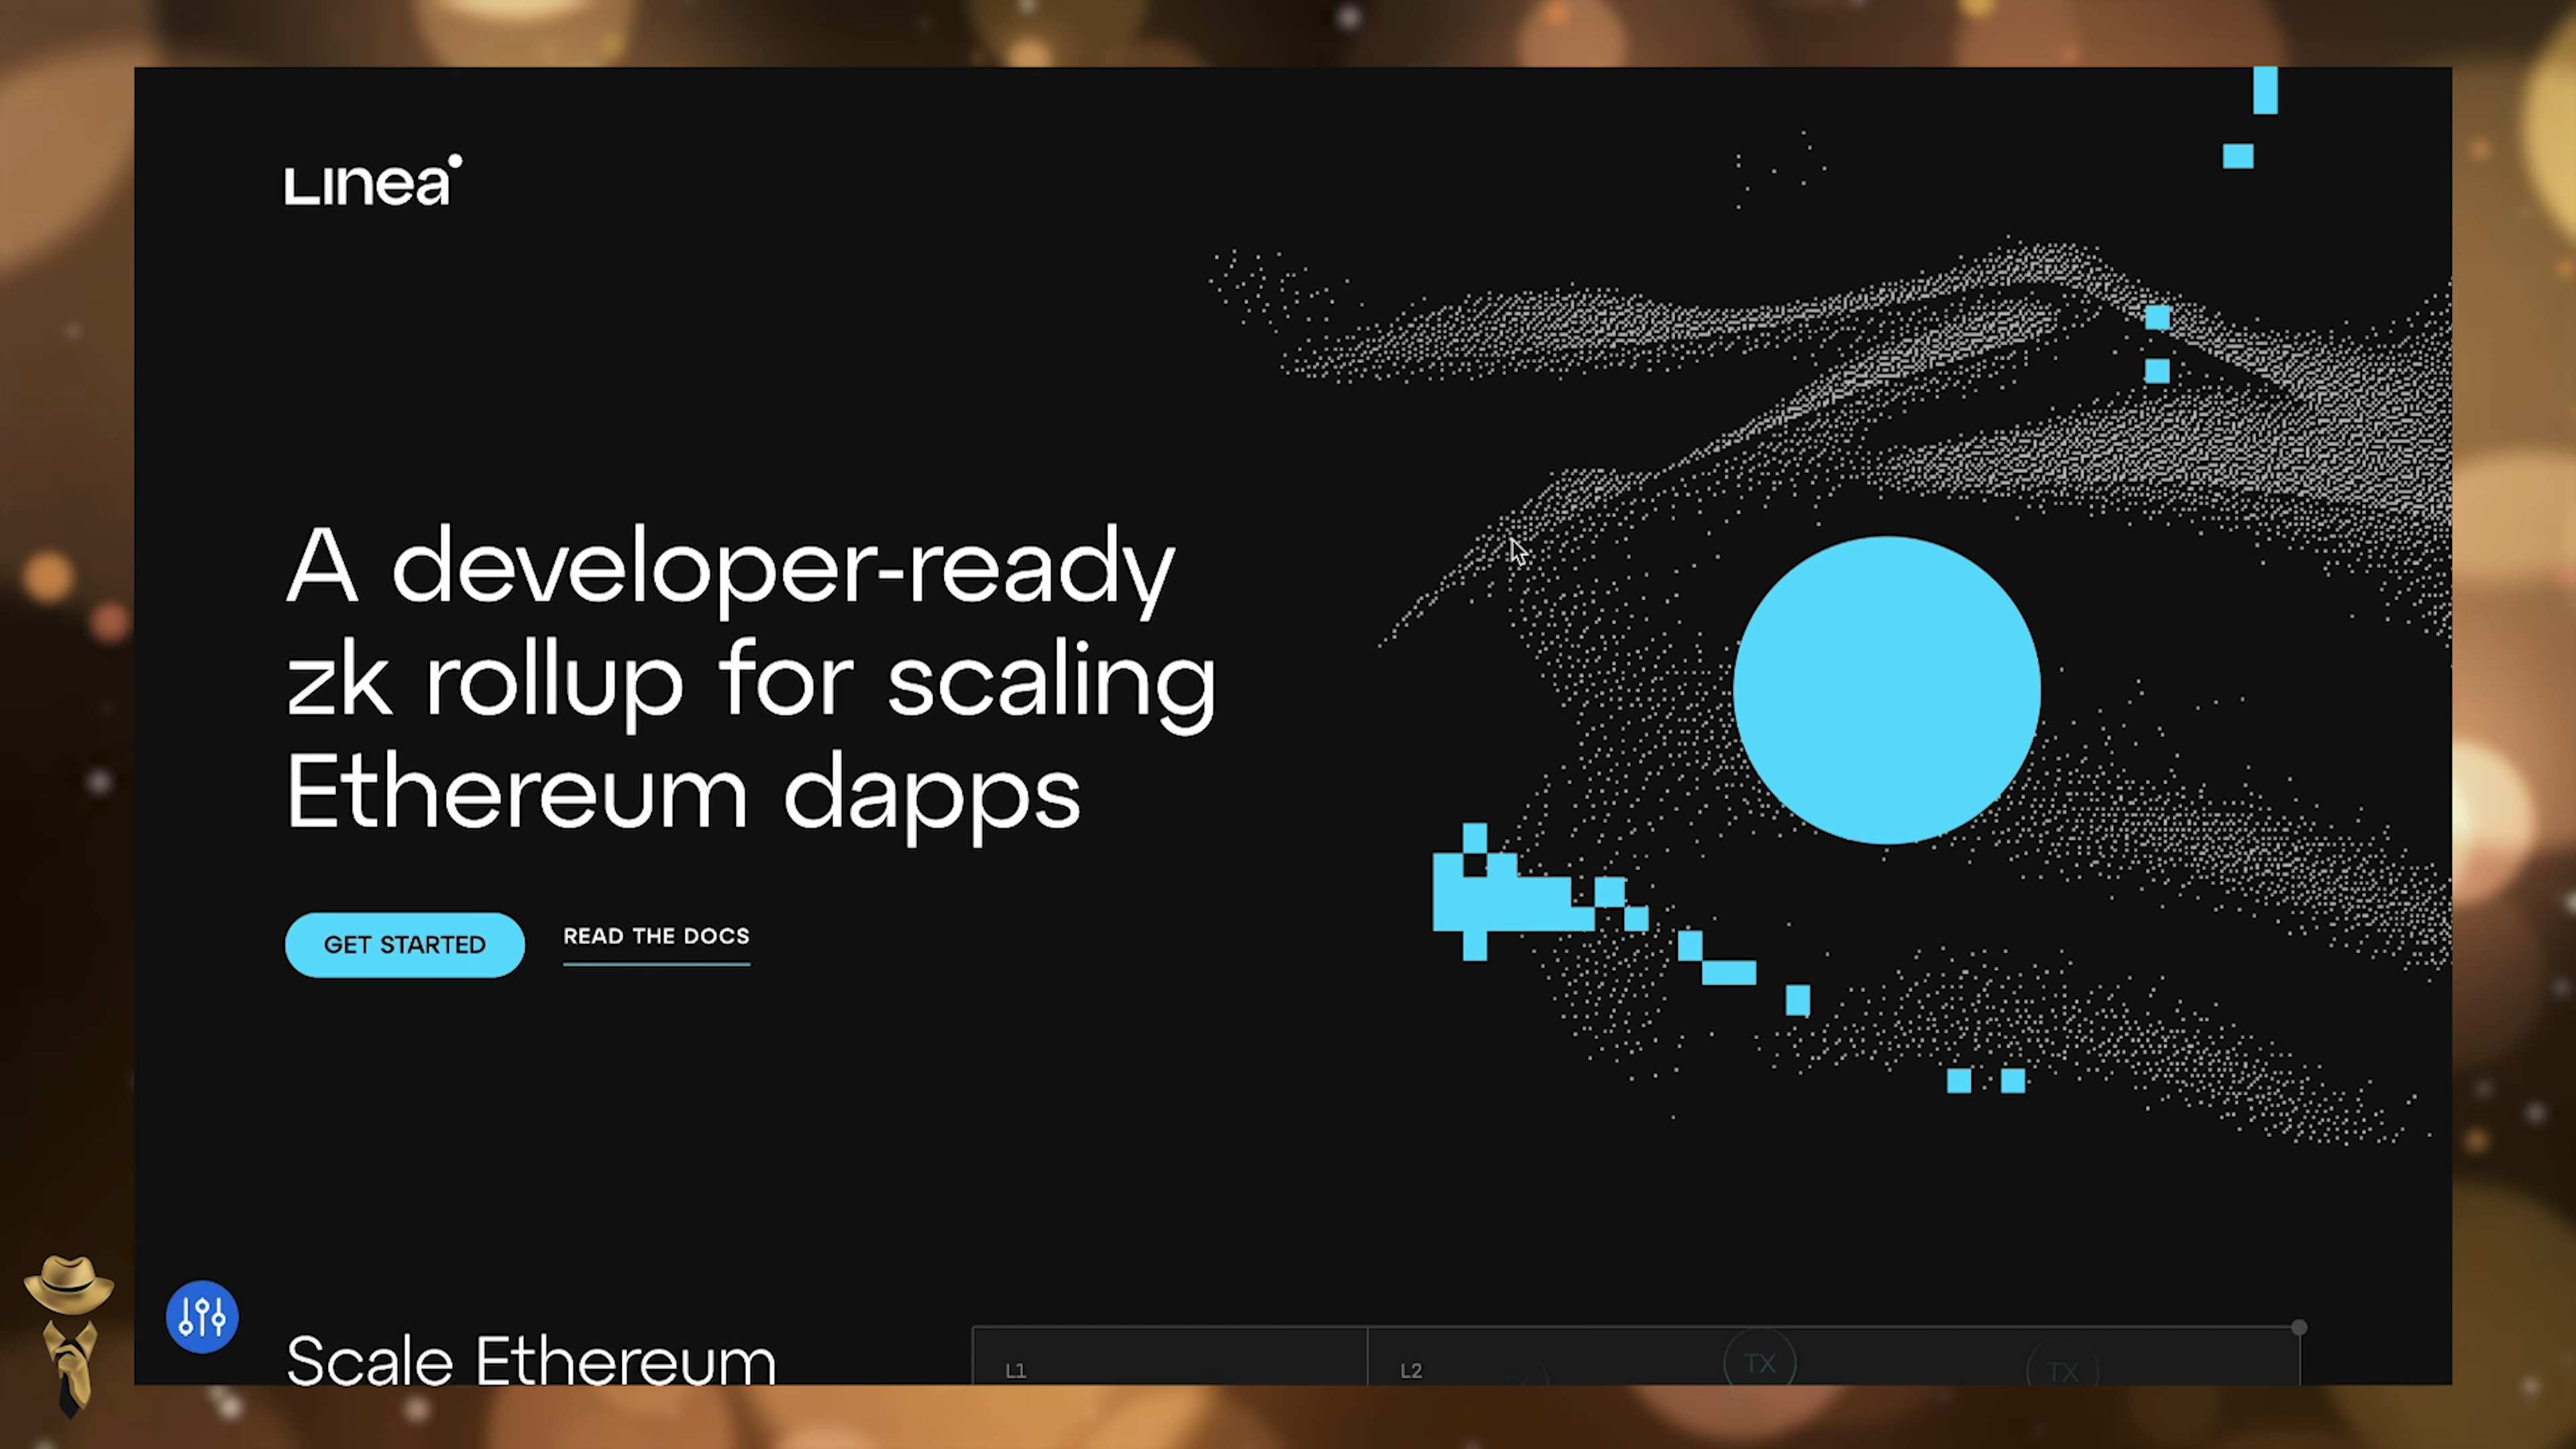 Linea
A developer-ready
zk rollup for scaling
Ethereum dapps
GET STARTED
READ THE DOCS
Scale Ethereum
L1
L2
TX
TX
TX